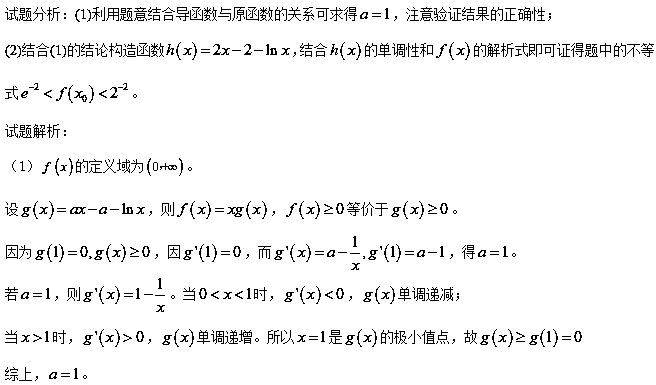 试题分析：(1)利用题意结合导函数与原函数的关系可求得a=1，注意验证结果的正确性；
(2)结合(1)的结论构造函数h(x)=2x-2-ln x,结合h(x)的单调性和f(x)的解析式即可证得题中的不等
式e⁻²<f(x₀)<2⁻²。
试题解析：
（1）f(x)的定义域为(0,+∞)。
设g(x)=ax-a-ln x，则f(x)=xg(x)，f(x)≥0等价于g(x)≥0。
因为g(1)=0,g(x)≥0，因g'(1)=0，而g'(x)=a-1/x,g'(1)=a-1，得a=1。
若a=1，则g'(x)=1-1/x。当0<x<1时，g'(x)<0，g(x)单调递减；
当x>1时，g'(x)>0，g(x)单调递增。所以x=1是g(x)的极小值点，故g(x)≥g(1)=0
综上，a=1。